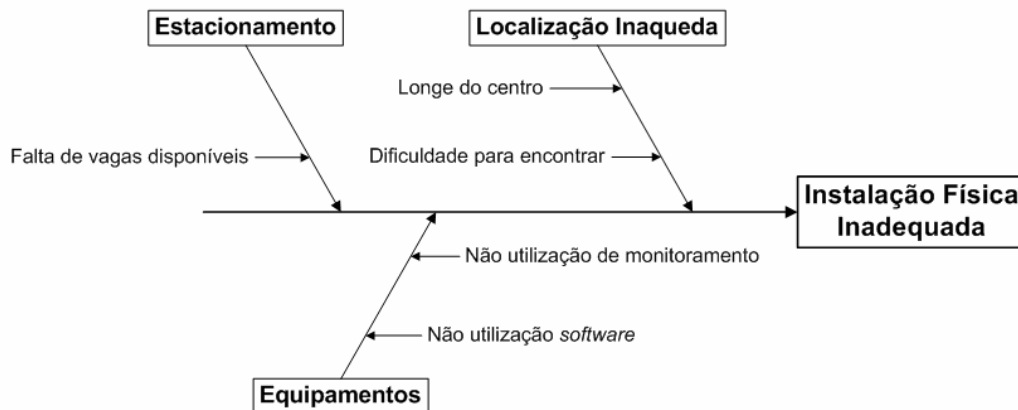 Estacionamento
Localização Inaqueda
Longe do centro
Falta de vagas disponíveis
Dificuldade para encontrar
Instalação Física
Inadequada
Não utilização de monitoramento
Não utilização software
Equipamentos